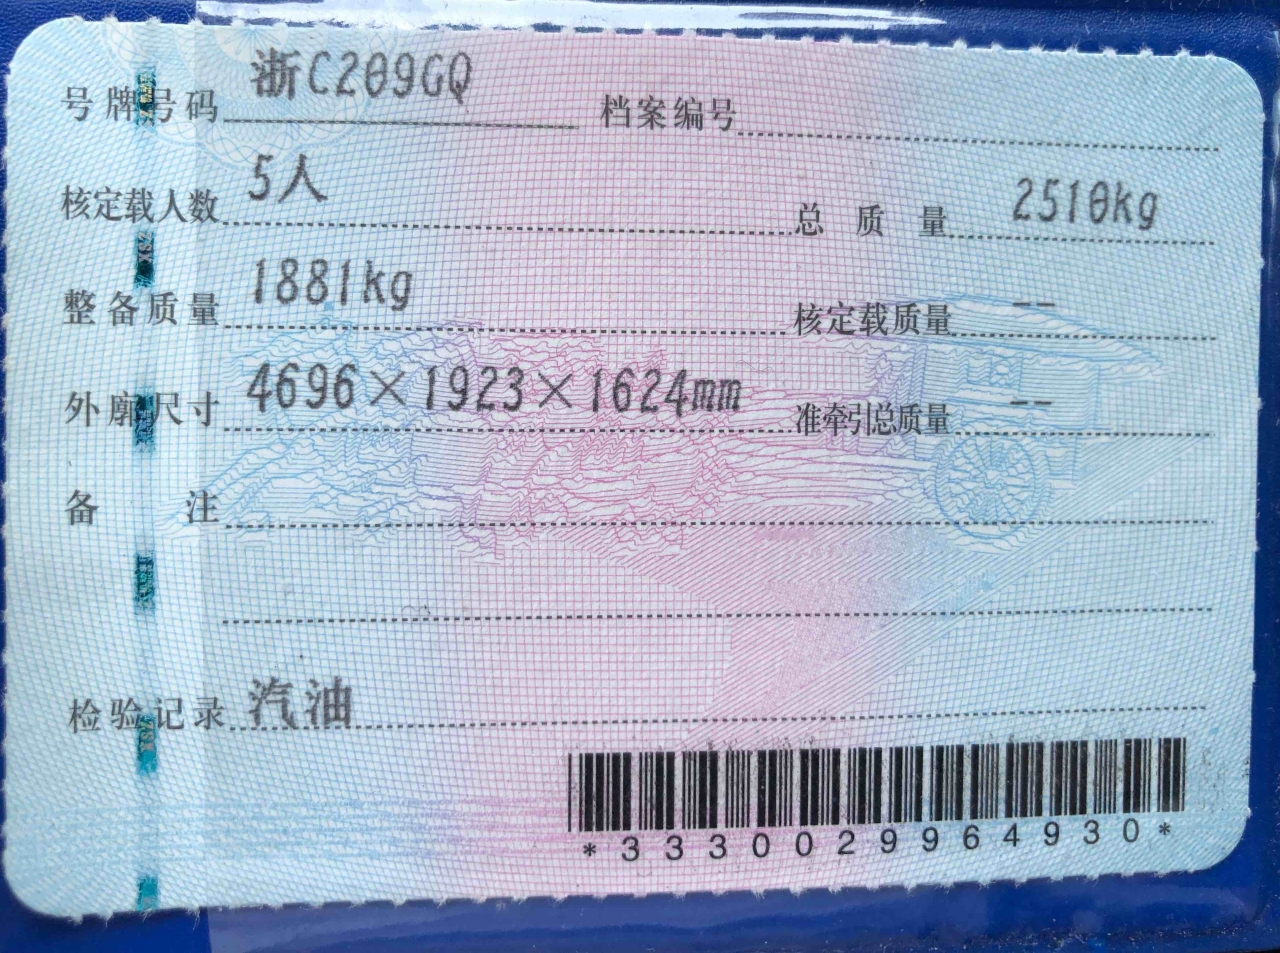 号牌号码 浙C209GQ 档案编号
核定载人数 5人 总质量 2510kg
整备质量 1881kg 核定载质量 --
外廓尺寸 4696×1923×1624mm 准牵引总质量 --
备注
检验记录 汽油
*3330029964930*